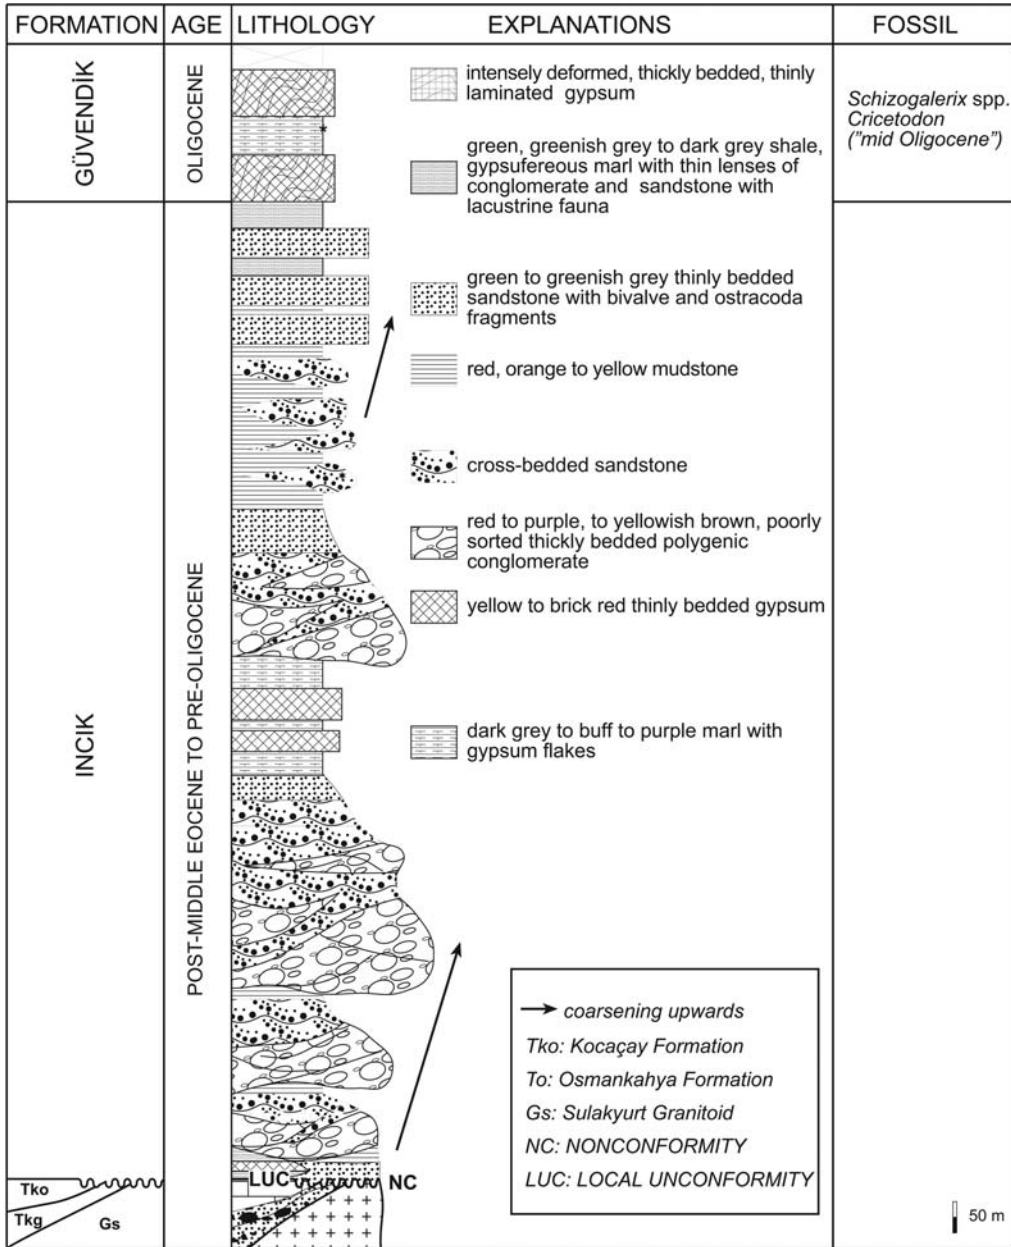 FORMATION AGE LITHOLOGY EXPLANATIONS FOSSIL
GÜVENDİK
OLIGOCENE
intensely deformed, thickly bedded, thinly
laminated gypsum
green, greenish grey to dark grey shale,
gypsufereous marl with thin lenses of
conglomerate and sandstone with
lacustrine fauna
Schizogalerix spp.
Cricetodon
("mid Oligocene")
*
INCIK
POST-MIDDLE EOCENE TO PRE-OLIGOCENE
green to greenish grey thinly bedded
sandstone with bivalve and ostracoda
fragments
red, orange to yellow mudstone
cross-bedded sandstone
red to purple, to yellowish brown, poorly
sorted thickly bedded polygenic
conglomerate
yellow to brick red thinly bedded gypsum
dark grey to buff to purple marl with
gypsum flakes
coarsening upwards
Tko: Kocaçay Formation
To: Osmankahya Formation
Gs: Sulakyurt Granitoid
NC: NONCONFORMITY
LUC: LOCAL UNCONFORMITY
LUC NC
Tko
Tkg Gs
50 m